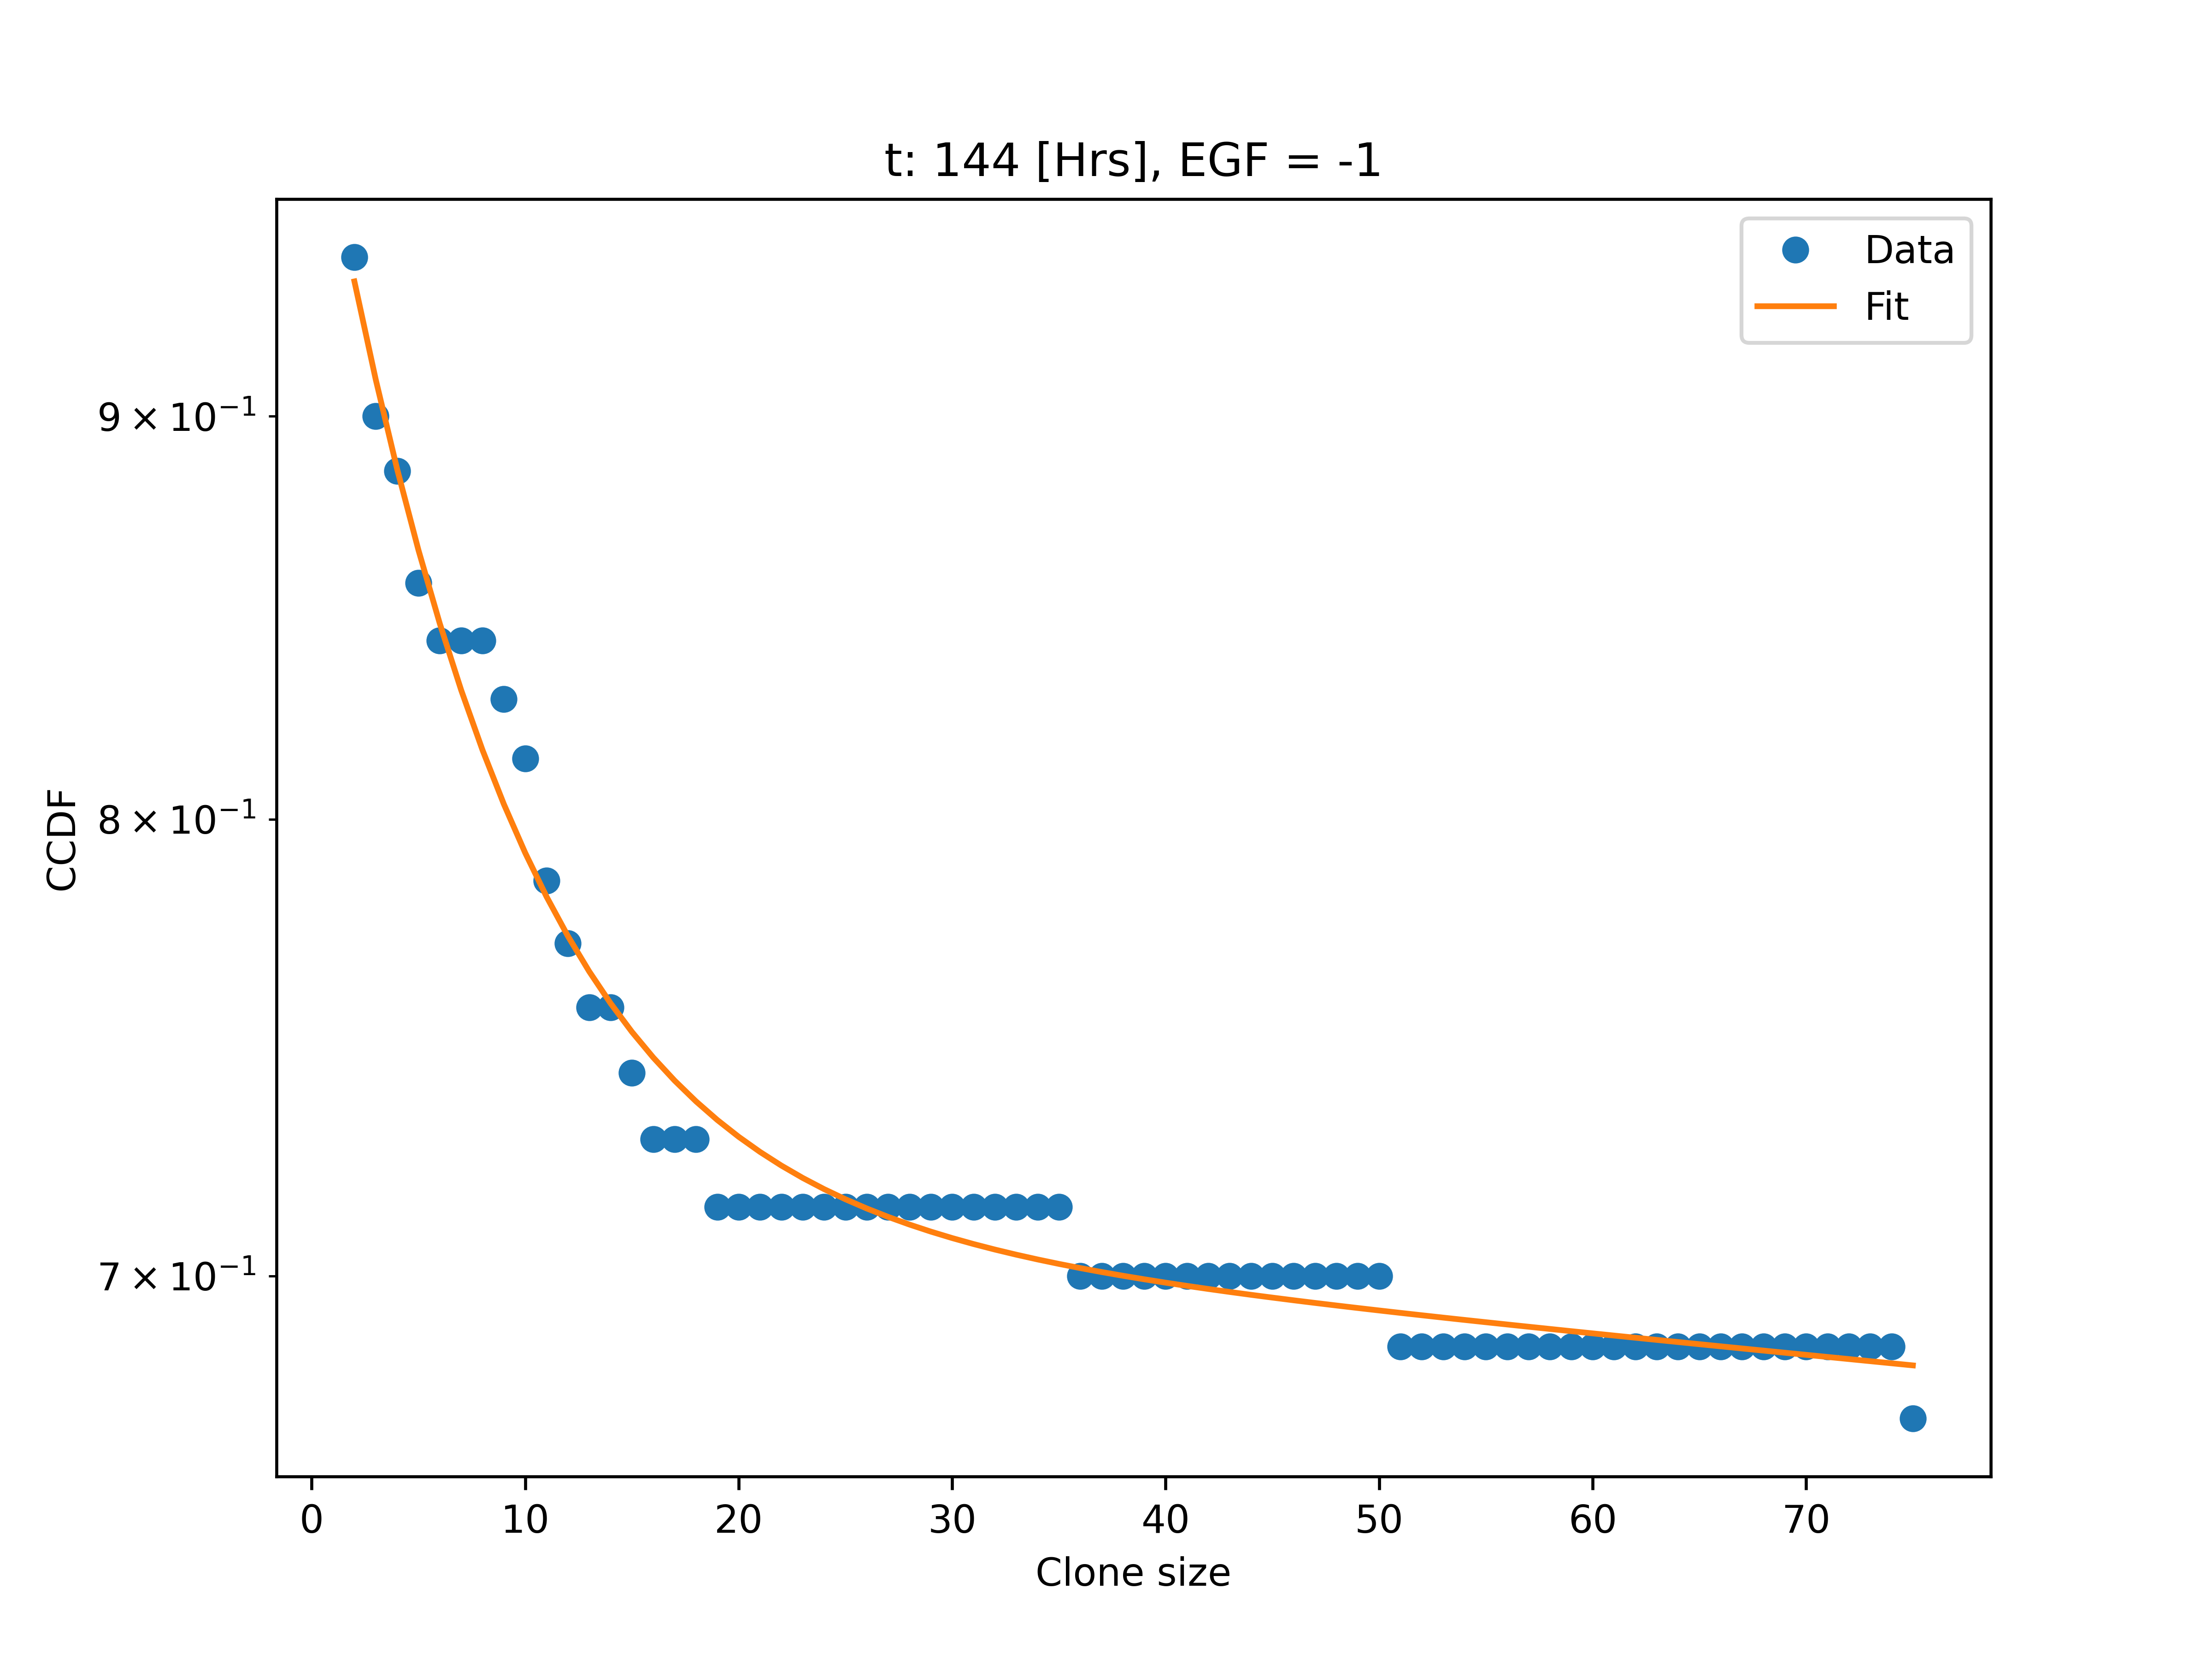 t: 144 [Hrs], EGF = -1
Data
Fit
9 × 10⁻¹
8 × 10⁻¹
7 × 10⁻¹
CCDF
0 10 20 30 40 50 60 70
Clone size